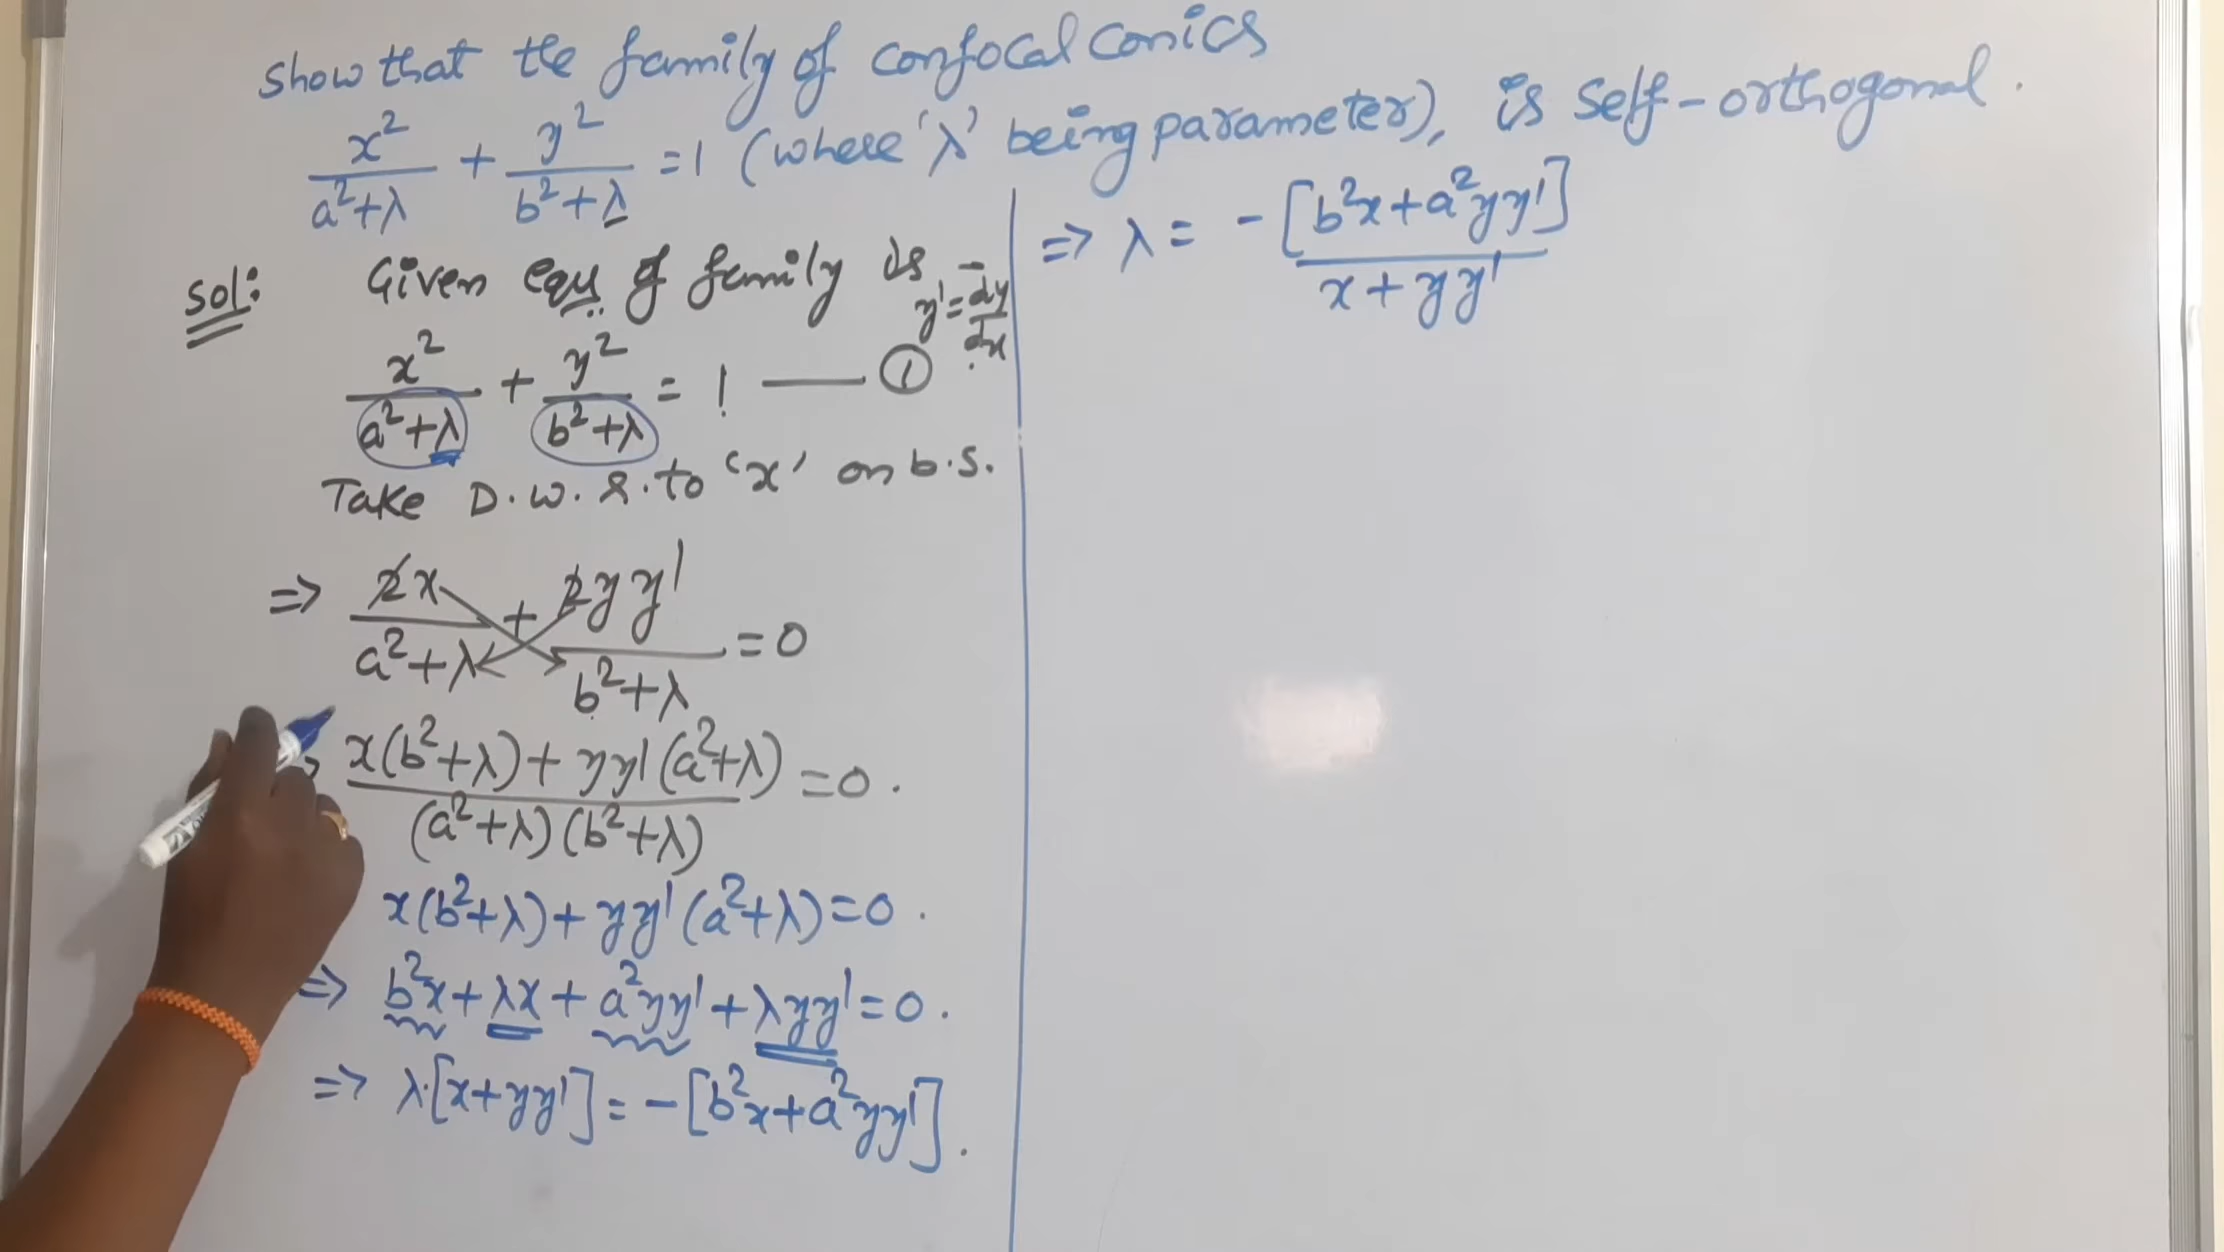 show that the family of confocal conics
x²/(a²+λ) + y²/(b²+λ) = 1 (where 'λ' being parameter), is self-orthogonal.
Sol: Given equ of family is
y' = dy/dx
x²/(a²+λ) + y²/(b²+λ) = 1 —— ①
Take D.w.r.to 'x' on b.s.
=> 2x/(a²+λ) + 2yy'/(b²+λ) = 0
x(b²+λ) + yy'(a²+λ)/(a²+λ)(b²+λ) = 0.
x(b²+λ) + yy'(a²+λ) = 0.
=> b²x + λx + a²yy' + λyy' = 0.
=> λ.[x+yy'] = -[b²x+a²yy'].
=> λ = -[b²x+a²yy']/x+yy'